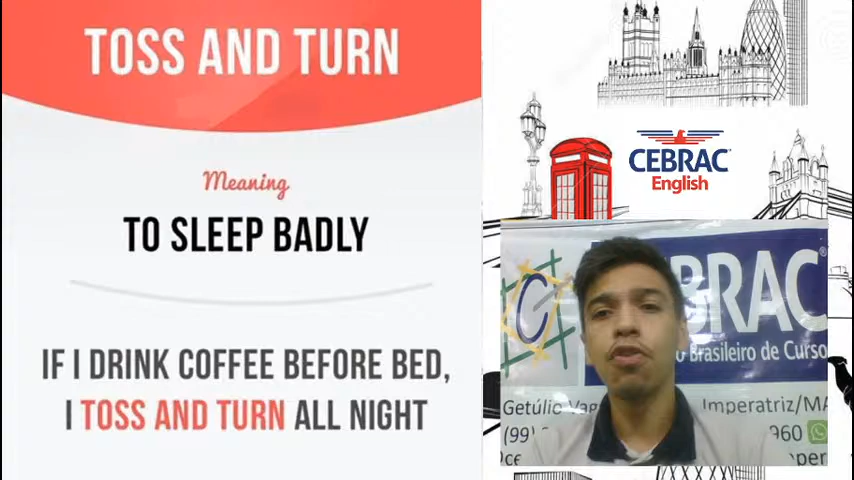 TOSS AND TURN
Meaning
TO SLEEP BADLY
IF I DRINK COFFEE BEFORE BED,
I TOSS AND TURN ALL NIGHT
CEBRAC
English
BRAC
Brasileiro de Curso
Getúlio Imperatriz/MA
(99) 960